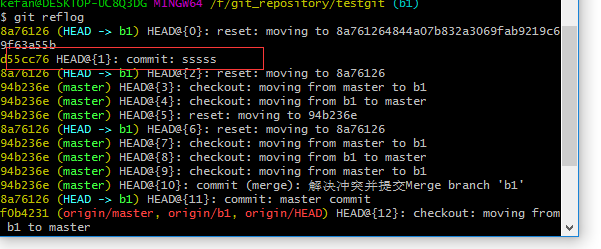 kefan@DESKTOP-UC8Q3DG MINGW64 /f/git_repository/testgit (b1)
$ git reflog
8a76126 (HEAD -> b1) HEAD@{0}: reset: moving to 8a761264844a07b832a3069fab9219c6
9f63a55b
d55cc76 HEAD@{1}: commit: sssss
8a76126 (HEAD -> b1) HEAD@{2}: reset: moving to 8a76126
94b236e (master) HEAD@{3}: checkout: moving from master to b1
94b236e (master) HEAD@{4}: checkout: moving from b1 to master
94b236e (master) HEAD@{5}: reset: moving to 94b236e
8a76126 (HEAD -> b1) HEAD@{6}: reset: moving to 8a76126
94b236e (master) HEAD@{7}: checkout: moving from master to b1
94b236e (master) HEAD@{8}: checkout: moving from b1 to master
94b236e (master) HEAD@{9}: checkout: moving from master to b1
94b236e (master) HEAD@{10}: commit (merge): 解决冲突并提交Merge branch 'b1'
8a76126 (HEAD -> b1) HEAD@{11}: commit: master commit
f0b4231 (origin/master, origin/b1, origin/HEAD) HEAD@{12}: checkout: moving from
b1 to master